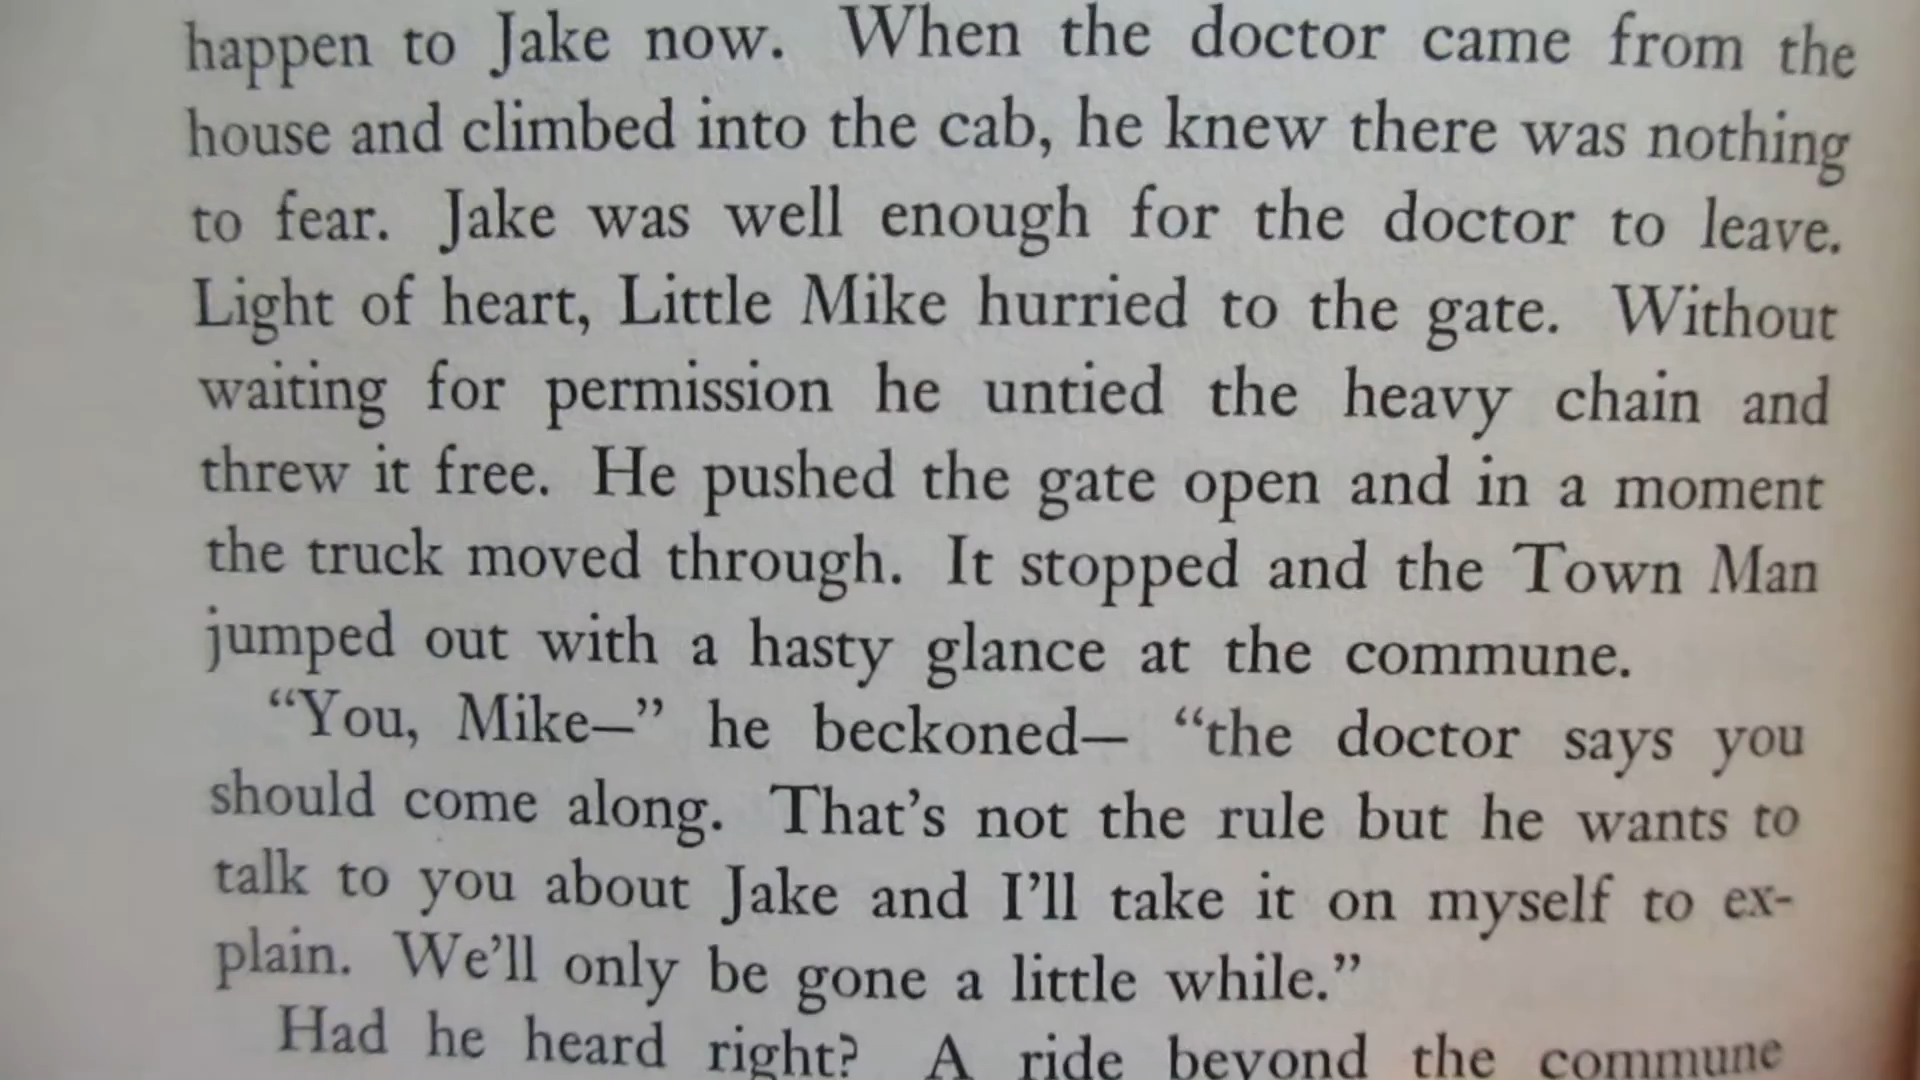 happen to Jake now. When the doctor came from the
house and climbed into the cab, he knew there was nothing
to fear. Jake was well enough for the doctor to leave.
Light of heart, Little Mike hurried to the gate. Without
waiting for permission he untied the heavy chain and
threw it free. He pushed the gate open and in a moment
the truck moved through. It stopped and the Town Man
jumped out with a hasty glance at the commune.
“You, Mike—” he beckoned— “the doctor says you
should come along. That’s not the rule but he wants to
talk to you about Jake and I’ll take it on myself to ex-
plain. We’ll only be gone a little while.”
Had he heard right? A ride beyond the commune